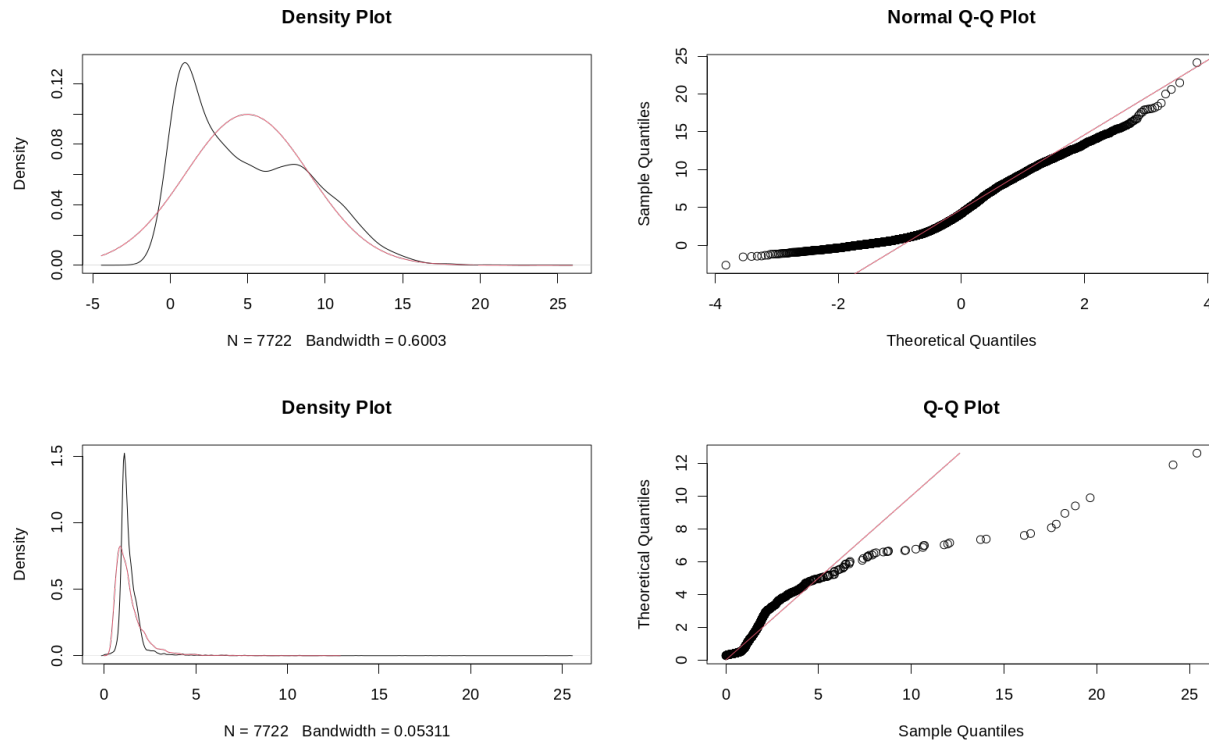 Density Plot
Density
0.00 0.04 0.08 0.12
-5 0 5 10 15 20 25
N = 7722 Bandwidth = 0.6003
Normal Q-Q Plot
Sample Quantiles
0 5 10 15 20 25
-4 -2 0 2 4
Theoretical Quantiles
Density Plot
Density
0.0 0.5 1.0 1.5
0 5 10 15 20 25
N = 7722 Bandwidth = 0.05311
Q-Q Plot
Theoretical Quantiles
0 2 4 6 8 10 12
0 5 10 15 20 25
Sample Quantiles